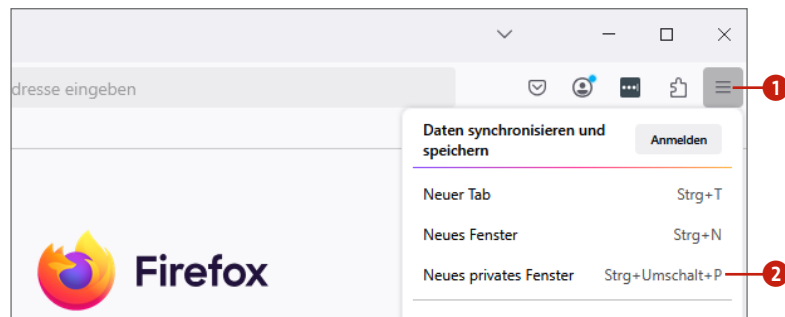 dresse eingeben
1
Daten synchronisieren und
speichern
Anmelden
Neuer Tab Strg+T
Neues Fenster Strg+N
Neues privates Fenster Strg+Umschalt+P
2
Firefox